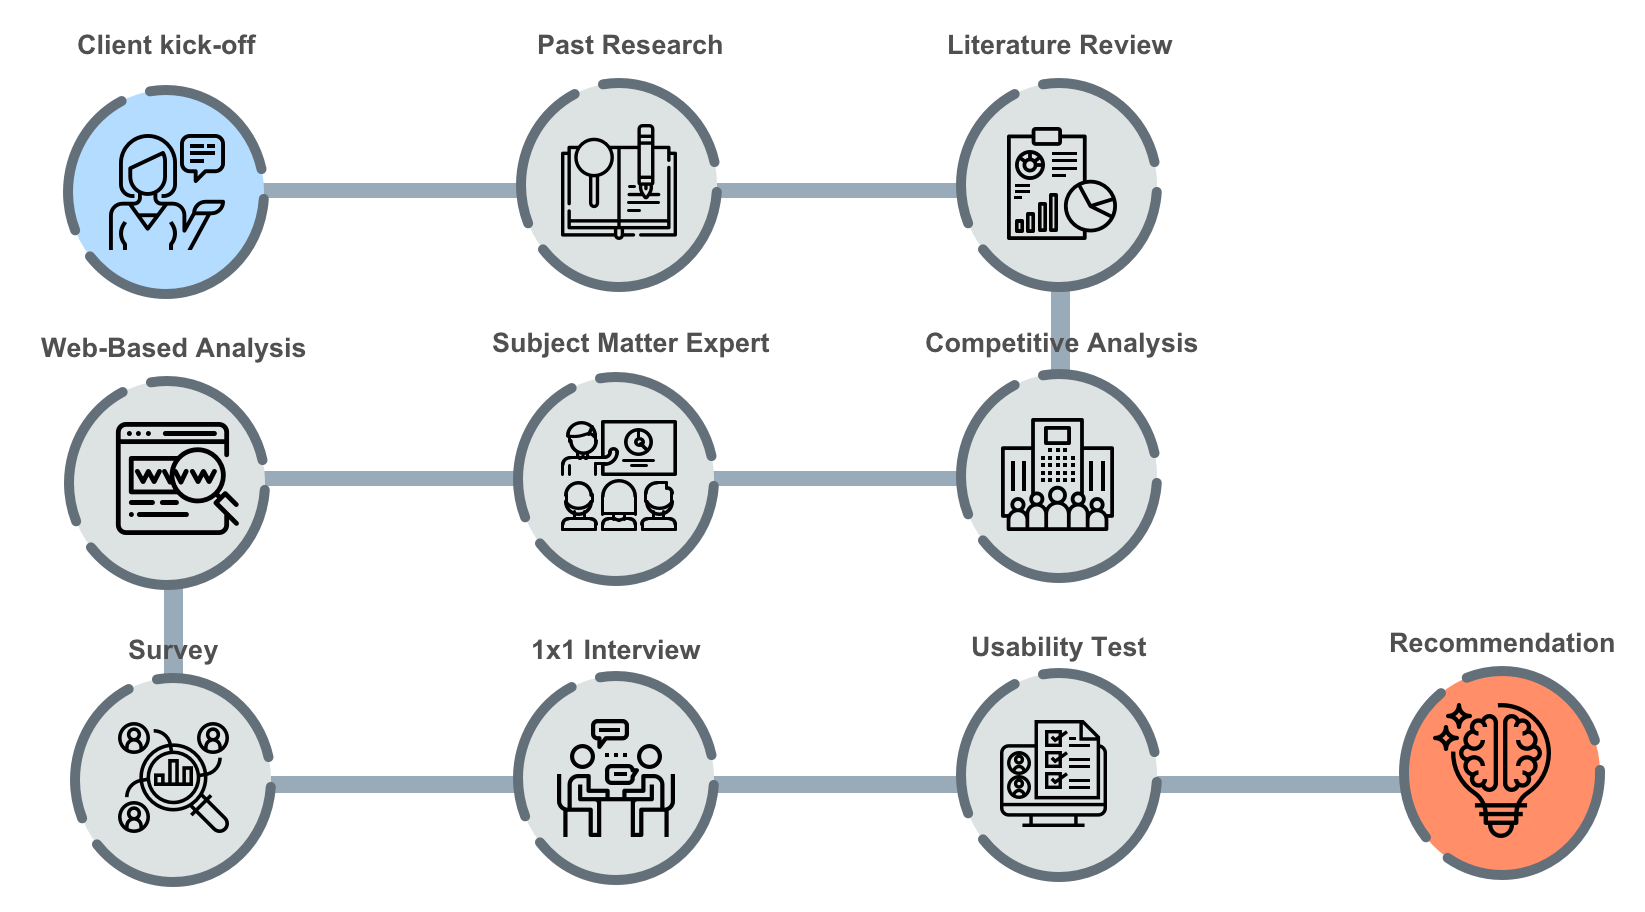 Client kick-off
Past Research
Literature Review
Web-Based Analysis
Subject Matter Expert
Competitive Analysis
WWW
Survey
1x1 Interview
Usability Test
Recommendation